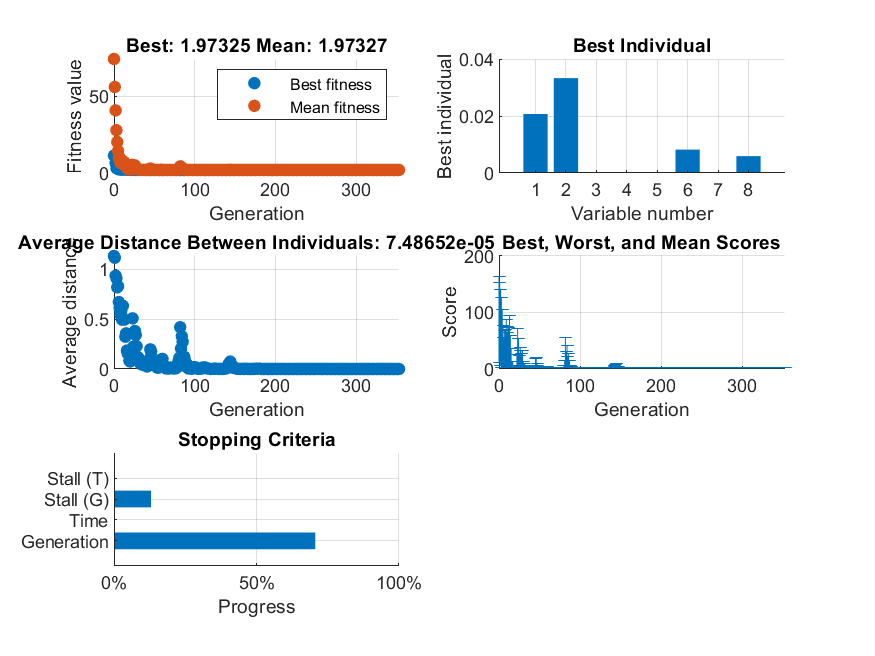 Best: 1.97325 Mean: 1.97327
Fitness value
50
0
Best fitness
Mean fitness
0 100 200 300
Generation
Best Individual
Best individual
0.04
0.02
0
1 2 3 4 5 6 7 8
Variable number
Average Distance Between Individuals: 7.48652e-05
Average distance
1
0.5
0
0 100 200 300
Generation
Best, Worst, and Mean Scores
Score
200
100
0
0 100 200 300
Generation
Stopping Criteria
Stall (T)
Stall (G)
Time
Generation
0% 50% 100%
Progress